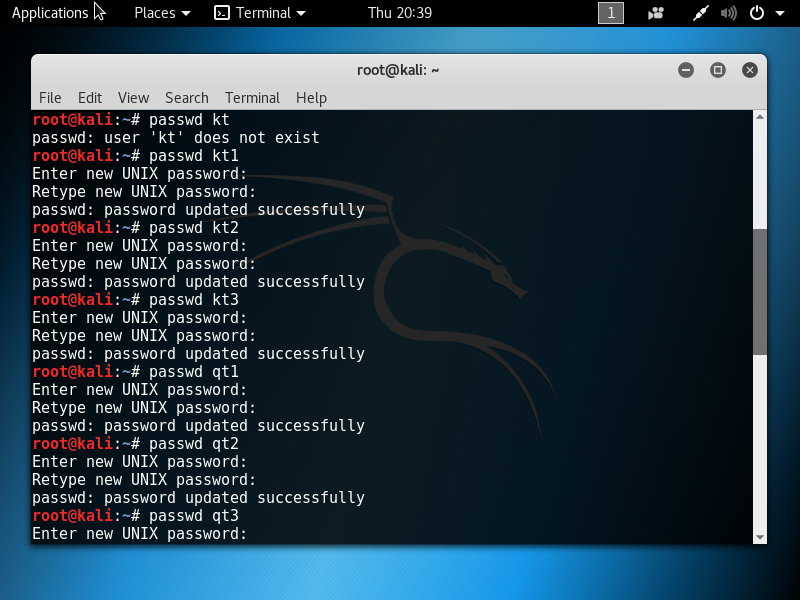 Applications Places Terminal Thu 20:39 1
root@kali: ~
File Edit View Search Terminal Help
root@kali:~# passwd kt
passwd: user 'kt' does not exist
root@kali:~# passwd kt1
Enter new UNIX password:
Retype new UNIX password:
passwd: password updated successfully
root@kali:~# passwd kt2
Enter new UNIX password:
Retype new UNIX password:
passwd: password updated successfully
root@kali:~# passwd kt3
Enter new UNIX password:
Retype new UNIX password:
passwd: password updated successfully
root@kali:~# passwd qt1
Enter new UNIX password:
Retype new UNIX password:
passwd: password updated successfully
root@kali:~# passwd qt2
Enter new UNIX password:
Retype new UNIX password:
passwd: password updated successfully
root@kali:~# passwd qt3
Enter new UNIX password: